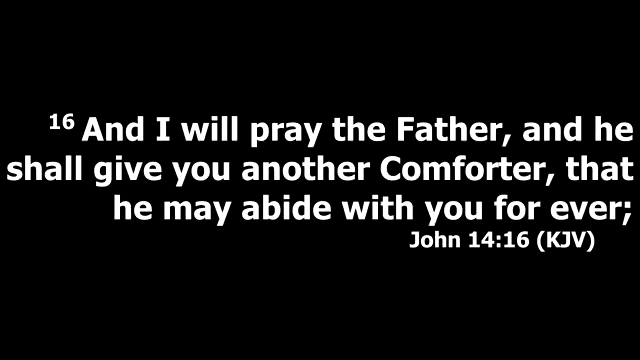 16 And I will pray the Father, and he
shall give you another Comforter, that
he may abide with you for ever;
John 14:16 (KJV)